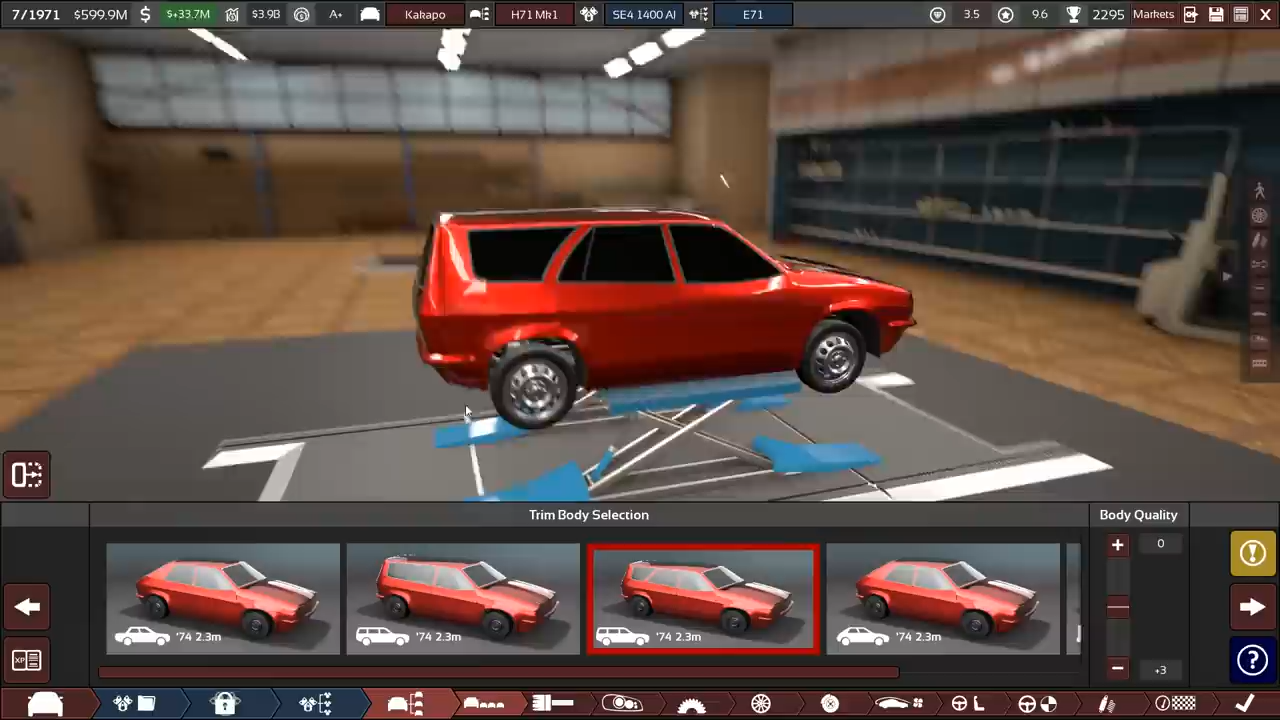 7/1971 $ $599.9M $+33.7M $3.9B A+ Kakapo H71 Mk1 SE4 1400 AI E71 3.5 9.6 2295 Markets X
Trim Body Selection
Body Quality
+ 0
'74 2.3m '74 2.3m '74 2.3m '74 2.3m
- +3
XP
?